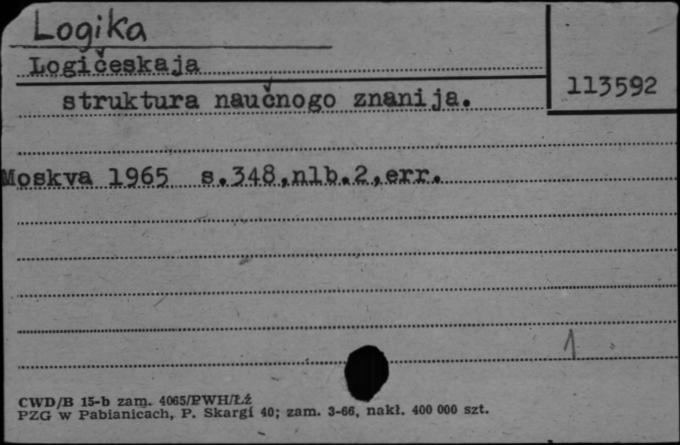 Logika
Logičeskaja
113592
struktura naučnogo znanija.
Moskva 1965 s.348,nlb.2,err.
1
CWD/B 15-b zam. 4065/PWH/Łź
PZG w Pabianicach, P. Skargi 40; zam. 3-66, nakł. 400 000 szt.